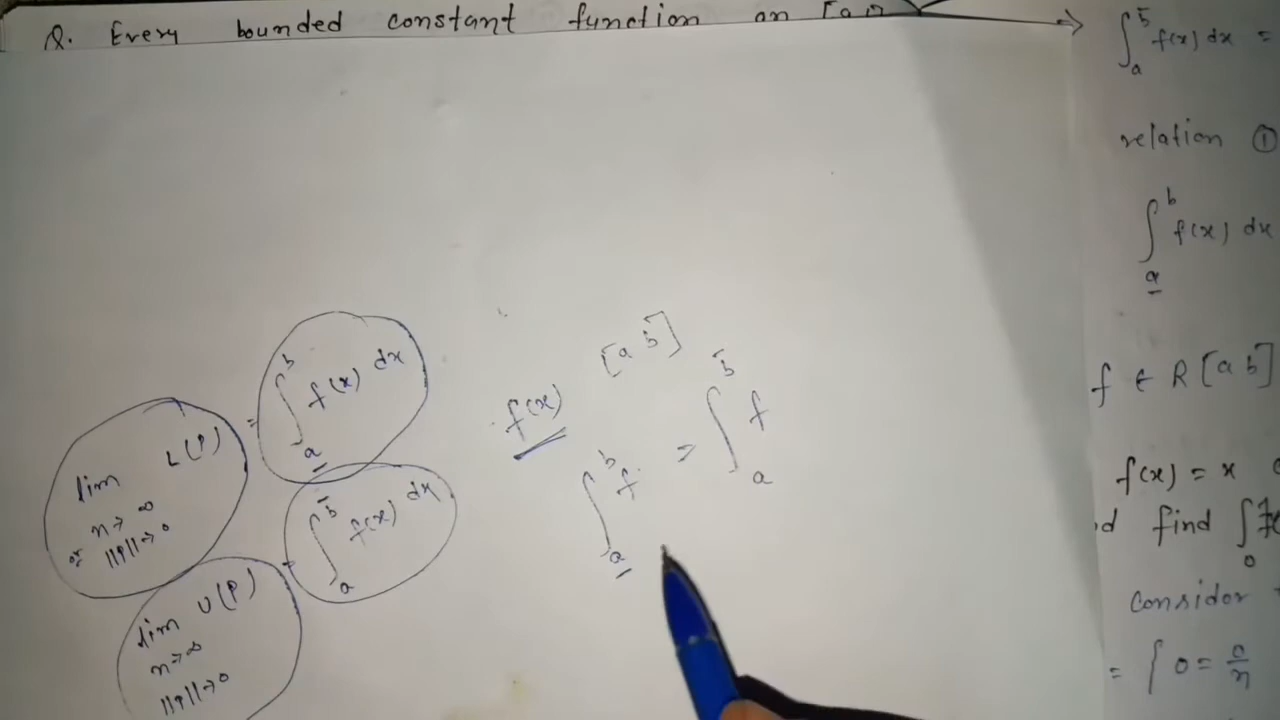 Q. Every bounded constant function on [a,
∫_a^b̄ f(x) dx =
relation ①
∫_a̲^b f(x) dx
f ∈ R [a b]
f(x) = x
find ∫_0
Consider
= { 0 = 0/n
lim L(P) = ∫_a̲^b f(x) dx
n→∞
or ||P||→0
lim U(P) = ∫_a^b̄ f(x) dx
n→∞
||P||→0
f(x) [a b]
∫_a̲^b f = ∫_a^b̄ f